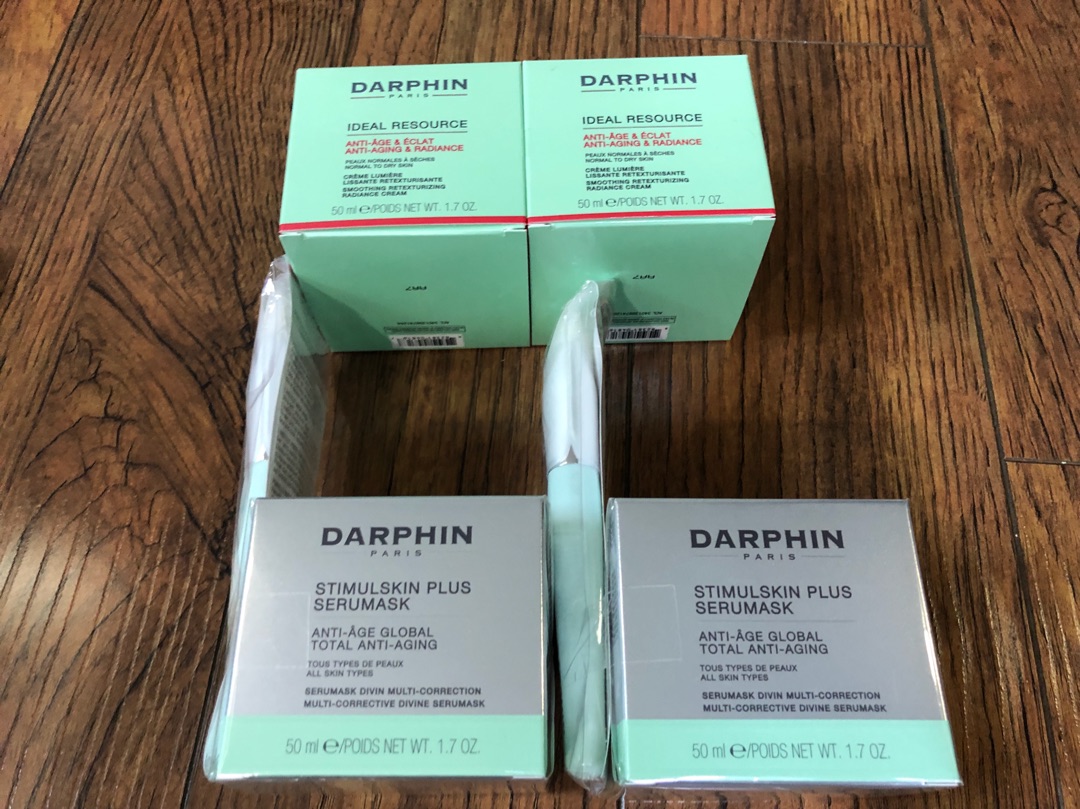 DARPHIN
PARIS
IDEAL RESOURCE
ANTI-ÂGE & ÉCLAT
ANTI-AGING & RADIANCE
PEAUX NORMALES À SÈCHES
NORMAL TO DRY SKIN
CRÈME LUMIÈRE
LISSANTE RETEXTURISANTE
SMOOTHING RETEXTURIZING
RADIANCE CREAM
50 ml e/POIDS NET WT. 1.7 OZ.
DARPHIN
PARIS
IDEAL RESOURCE
ANTI-ÂGE & ÉCLAT
ANTI-AGING & RADIANCE
PEAUX NORMALES À SÈCHES
NORMAL TO DRY SKIN
CRÈME LUMIÈRE
LISSANTE RETEXTURISANTE
SMOOTHING RETEXTURIZING
RADIANCE CREAM
50 ml e/POIDS NET WT. 1.7 OZ.
DARPHIN
PARIS
STIMULSKIN PLUS
SERUMASK
ANTI-ÂGE GLOBAL
TOTAL ANTI-AGING
TOUS TYPES DE PEAUX
ALL SKIN TYPES
SERUMASK DIVIN MULTI-CORRECTION
MULTI-CORRECTIVE DIVINE SERUMASK
50 ml e/POIDS NET WT. 1.7 OZ.
DARPHIN
PARIS
STIMULSKIN PLUS
SERUMASK
ANTI-ÂGE GLOBAL
TOTAL ANTI-AGING
TOUS TYPES DE PEAUX
ALL SKIN TYPES
SERUMASK DIVIN MULTI-CORRECTION
MULTI-CORRECTIVE DIVINE SERUMASK
50 ml e/POIDS NET WT. 1.7 OZ.